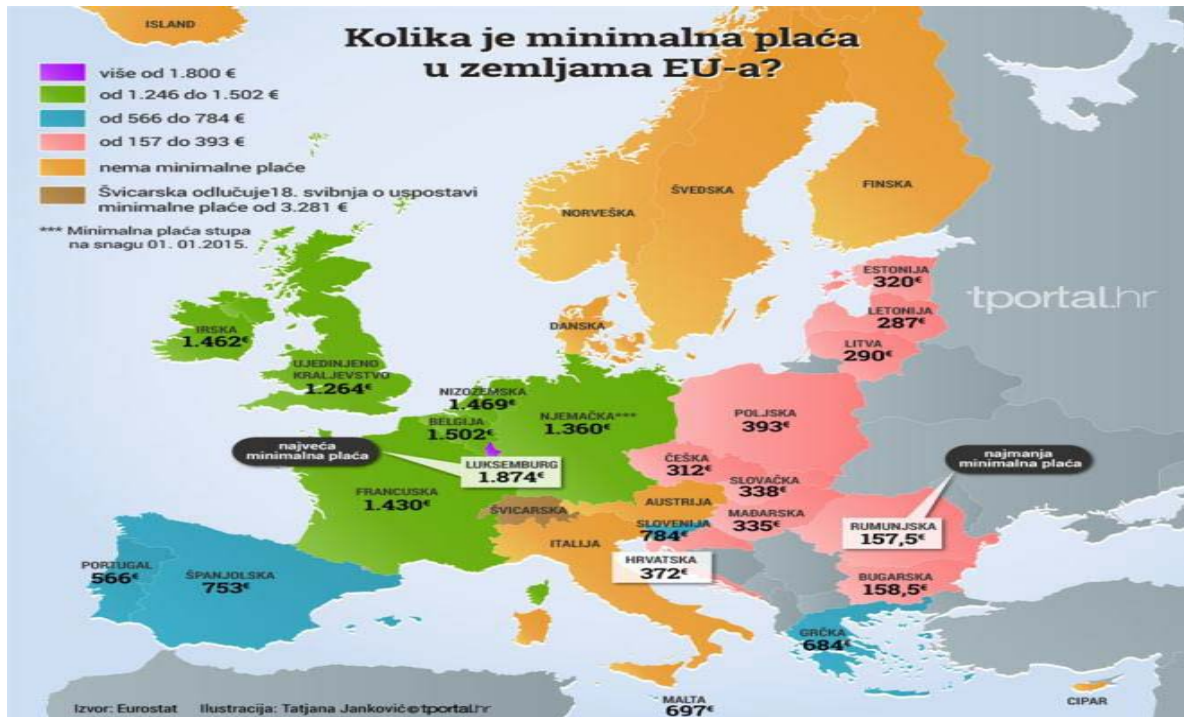 ISLAND
Kolika je minimalna plaća
u zemljama EU-a?
više od 1.800 €
od 1.246 do 1.502 €
od 566 do 784 €
od 157 do 393 €
nema minimalne plaće
Švicarska odlučuje18. svibnja o uspostavi
minimalne plaće od 3.281 €
*** Minimalna plaća stupa
na snagu 01. 01.2015.
NORVEŠKA
ŠVEDSKA
FINSKA
ESTONIJA
320€
tportal.hr
LETONIJA
287€
LITVA
290€
DANSKA
IRSKA
1.462€
UJEDINJENO
KRALJEVSTVO
1.264€
NIZOZEMSKA
1.469€
BELGIJA
1.502€
NJEMAČKA***
1.360€
POLJSKA
393€
najveća
minimalna plaća
LUKSEMBURG
1.874€
najmanja
minimalna plaća
ČEŠKA
312€
SLOVAČKA
338€
FRANCUSKA
1.430€
ŠVICARSKA
AUSTRIJA
MAĐARSKA
335€
RUMUNJSKA
157,5€
SLOVENIJA
784€
ITALIJA
HRVATSKA
372€
PORTUGAL
566€
ŠPANJOLSKA
753€
BUGARSKA
158,5€
GRČKA
684€
MALTA
697€
CIPAR
Izvor: Eurostat Ilustracija: Tatjana Janković©tportal.hr